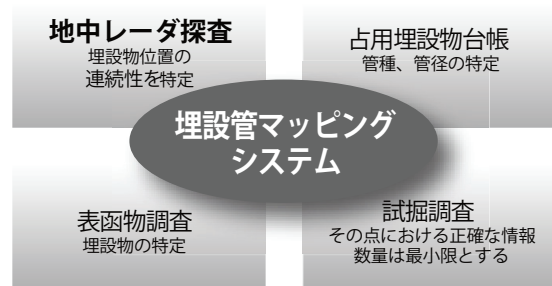 地中レーダ探査
埋設物位置の
連続性を特定
占用埋設物台帳
管種、管径の特定
埋設管マッピング
システム
表函物調査
埋設物の特定
試掘調査
その点における正確な情報
数量は最小限とする